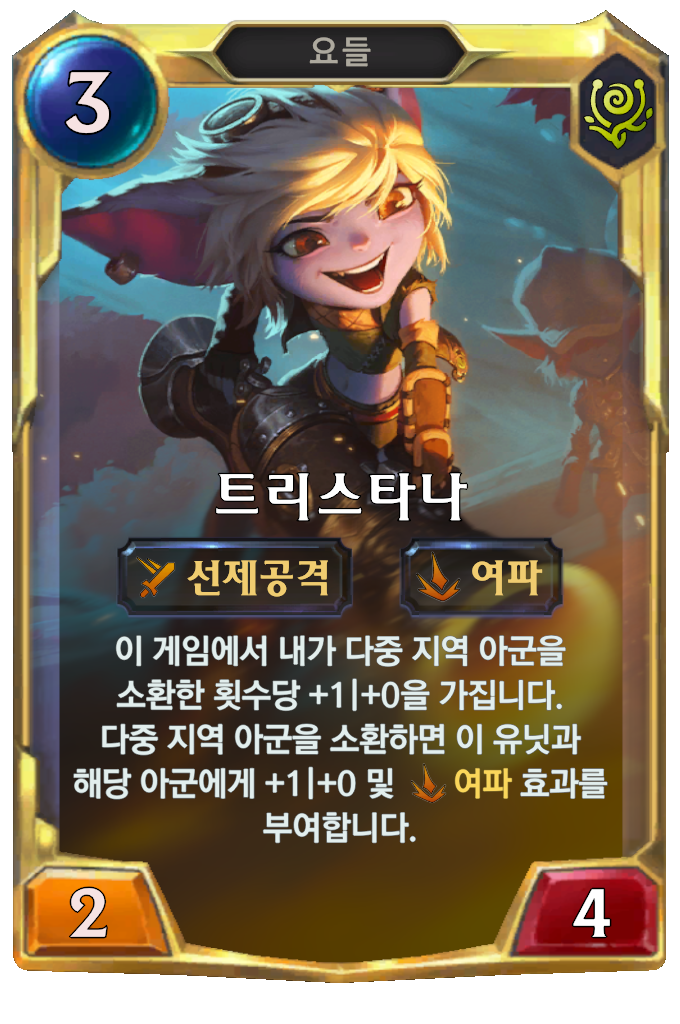 요들
3
트리스타나
선제공격 여파
이 게임에서 내가 다중 지역 아군을
소환한 횟수당 +1|+0을 가집니다.
다중 지역 아군을 소환하면 이 유닛과
해당 아군에게 +1|+0 및 여파 효과를
부여합니다.
2 4